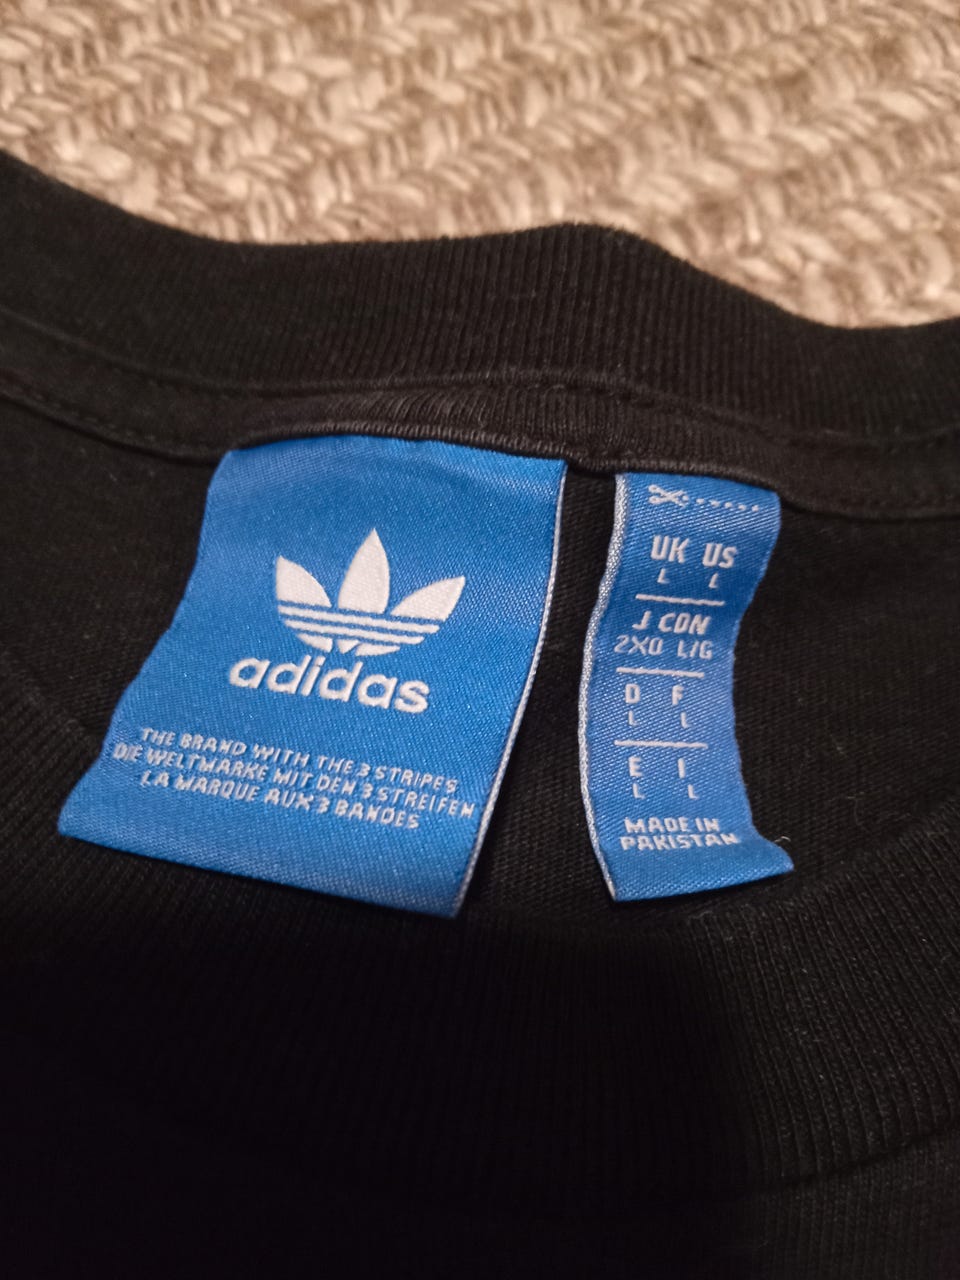 adidas
THE BRAND WITH THE 3 STRIPES
DIE WELTMARKE MIT DEN 3 STREIFEN
LA MARQUE AUX 3 BANDES
UK US
L L
J CDN
2XO L/G
D F
L L
E I
L L
MADE IN
PAKISTAN